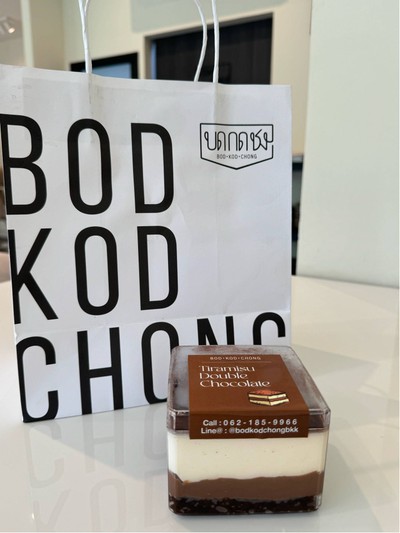 BOD
KOD
CHONG
บดกดชง
BOD•KOD•CHONG
BOD•KOD•CHONG
Tiramisu
Double
Chocolate
Call : 062-185-9966
Line@ : @bodkodchongbkk